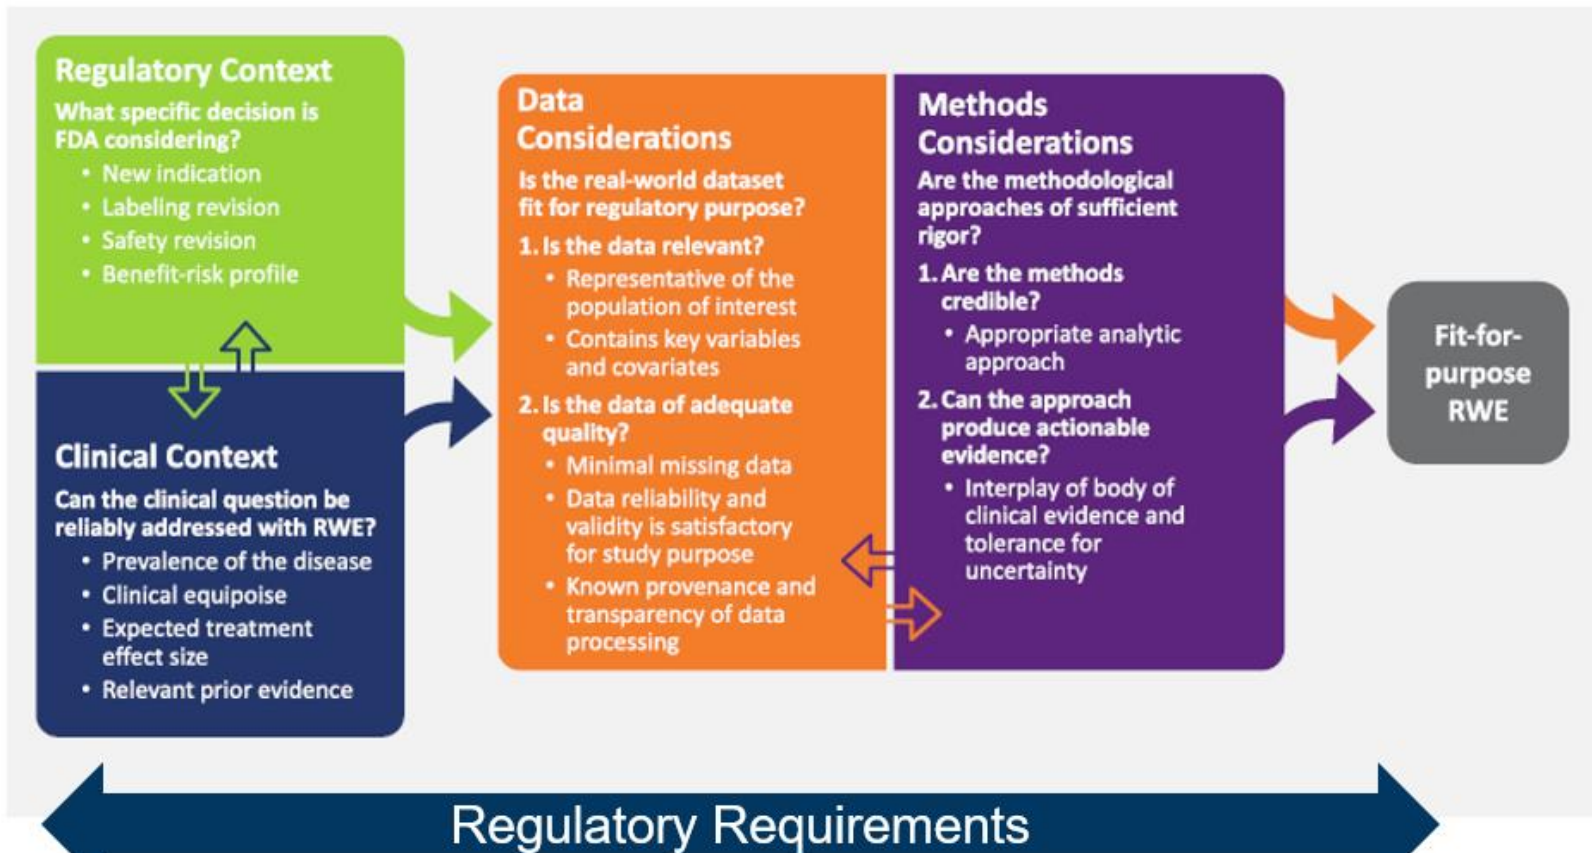 Regulatory Context
What specific decision is
FDA considering?
• New indication
• Labeling revision
• Safety revision
• Benefit-risk profile
Clinical Context
Can the clinical question be
reliably addressed with RWE?
• Prevalence of the disease
• Clinical equipoise
• Expected treatment
effect size
• Relevant prior evidence
Data
Considerations
Is the real-world dataset
fit for regulatory purpose?
1. Is the data relevant?
• Representative of the
population of interest
• Contains key variables
and covariates
2. Is the data of adequate
quality?
• Minimal missing data
• Data reliability and
validity is satisfactory
for study purpose
• Known provenance and
transparency of data
processing
Methods
Considerations
Are the methodological
approaches of sufficient
rigor?
1. Are the methods
credible?
• Appropriate analytic
approach
2. Can the approach
produce actionable
evidence?
• Interplay of body of
clinical evidence and
tolerance for
uncertainty
Fit-for-
purpose
RWE
Regulatory Requirements